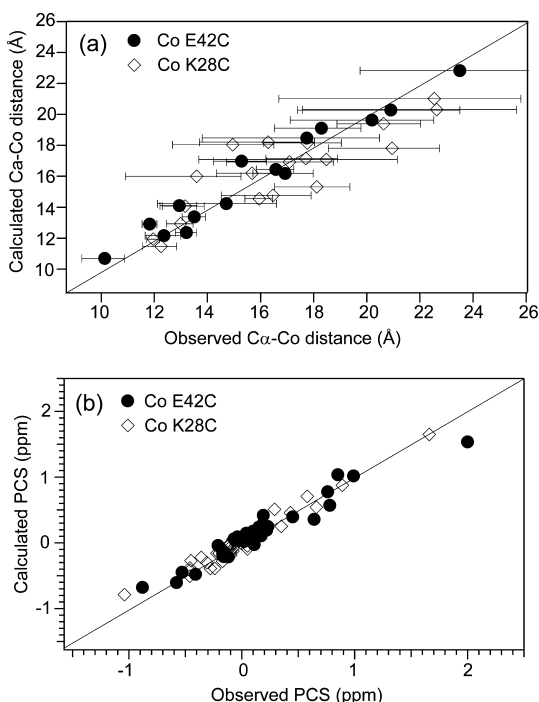 (a)
Co E42C
Co K28C
Calculated Ca-Co distance (Å)
26
24
22
20
18
16
14
12
10
10 12 14 16 18 20 22 24 26
Observed Cα-Co distance (Å)
(b)
Co E42C
Co K28C
Calculated PCS (ppm)
2
1
0
-1
-1 0 1 2
Observed PCS (ppm)